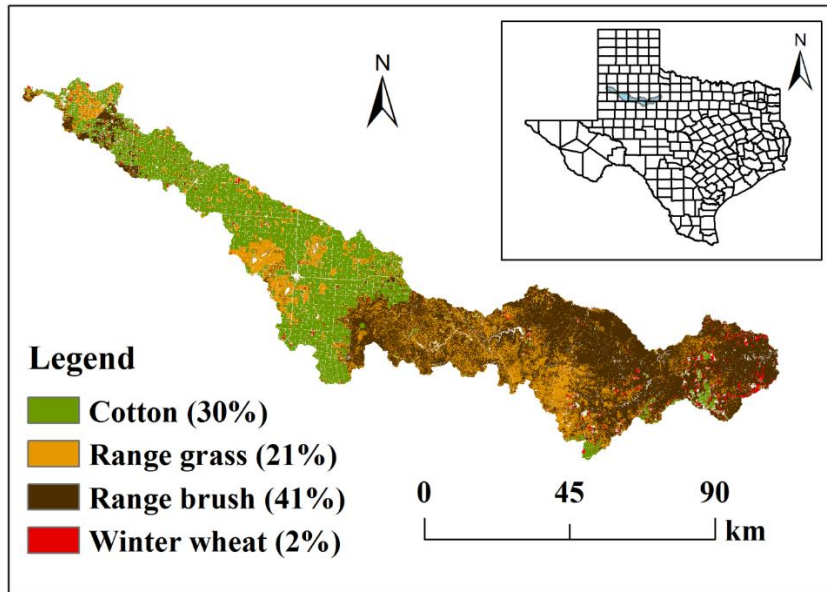 N
N
Legend
Cotton (30%)
Range grass (21%)
Range brush (41%)
Winter wheat (2%)
0 45 90
km